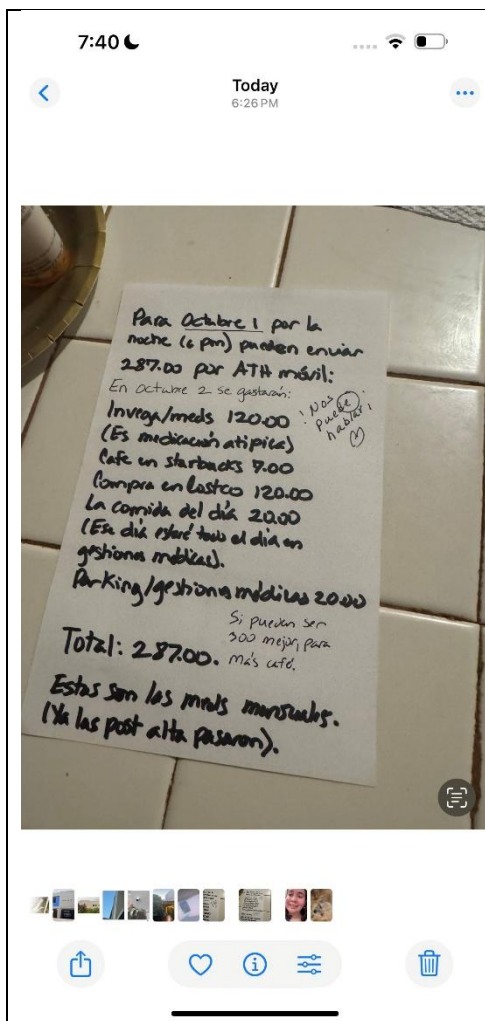 7:40
Today
6:26 PM
Para Octubre 1 por la
noche (6 pm) pueden enviar
287.00 por ATH móvil:
En Octubre 2 se gastarán:
Invega/meds 120.00
¡Nos
puede
hablar!
(Es medicación atípica)
Cafe en starbucks 7.00
Compra en Costco 120.00
La comida del día 20.00
(Ese día estaré todo el día en
gestiones médicas).
Parking/gestiones médicas 20.00
Si pueden ser
300 mejor, para
más café.
Total: 287.00.
Estas son las meds mensuales.
(Ya las post alta pasaron).